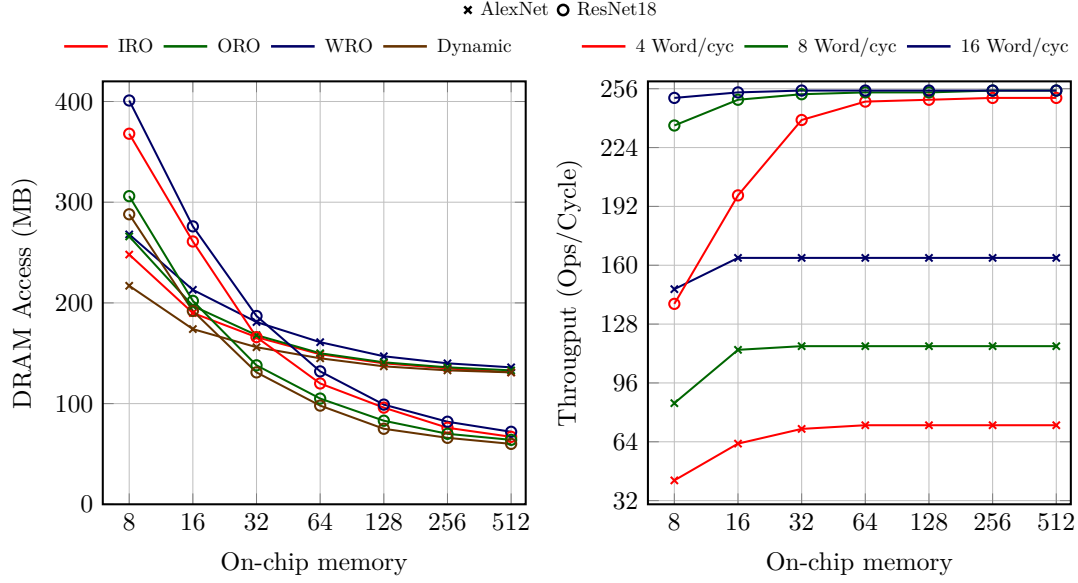 AlexNet ResNet18
IRO ORO WRO Dynamic
4 Word/cyc 8 Word/cyc 16 Word/cyc
DRAM Access (MB)
400
300
200
100
0
8 16 32 64 128 256 512
On-chip memory
Througput (Ops/Cycle)
256
224
192
160
128
96
64
32
8 16 32 64 128 256 512
On-chip memory